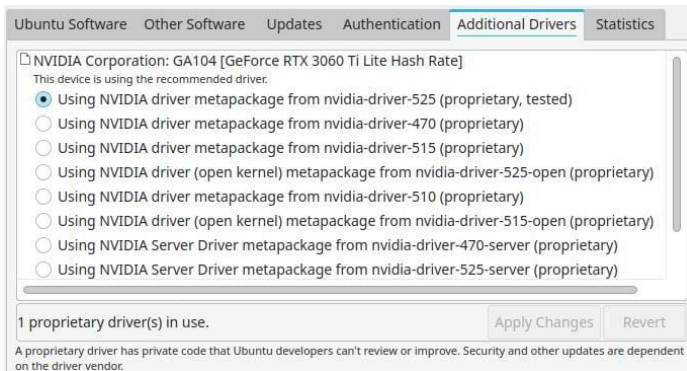 Ubuntu Software Other Software Updates Authentication Additional Drivers Statistics
NVIDIA Corporation: GA104 [GeForce RTX 3060 Ti Lite Hash Rate]
This device is using the recommended driver.
Using NVIDIA driver metapackage from nvidia-driver-525 (proprietary, tested)
Using NVIDIA driver metapackage from nvidia-driver-470 (proprietary)
Using NVIDIA driver metapackage from nvidia-driver-515 (proprietary)
Using NVIDIA driver (open kernel) metapackage from nvidia-driver-525-open (proprietary)
Using NVIDIA driver metapackage from nvidia-driver-510 (proprietary)
Using NVIDIA driver (open kernel) metapackage from nvidia-driver-515-open (proprietary)
Using NVIDIA Server Driver metapackage from nvidia-driver-470-server (proprietary)
Using NVIDIA Server Driver metapackage from nvidia-driver-525-server (proprietary)
1 proprietary driver(s) in use. Apply Changes Revert
A proprietary driver has private code that Ubuntu developers can't review or improve. Security and other updates are dependent
on the driver vendor.